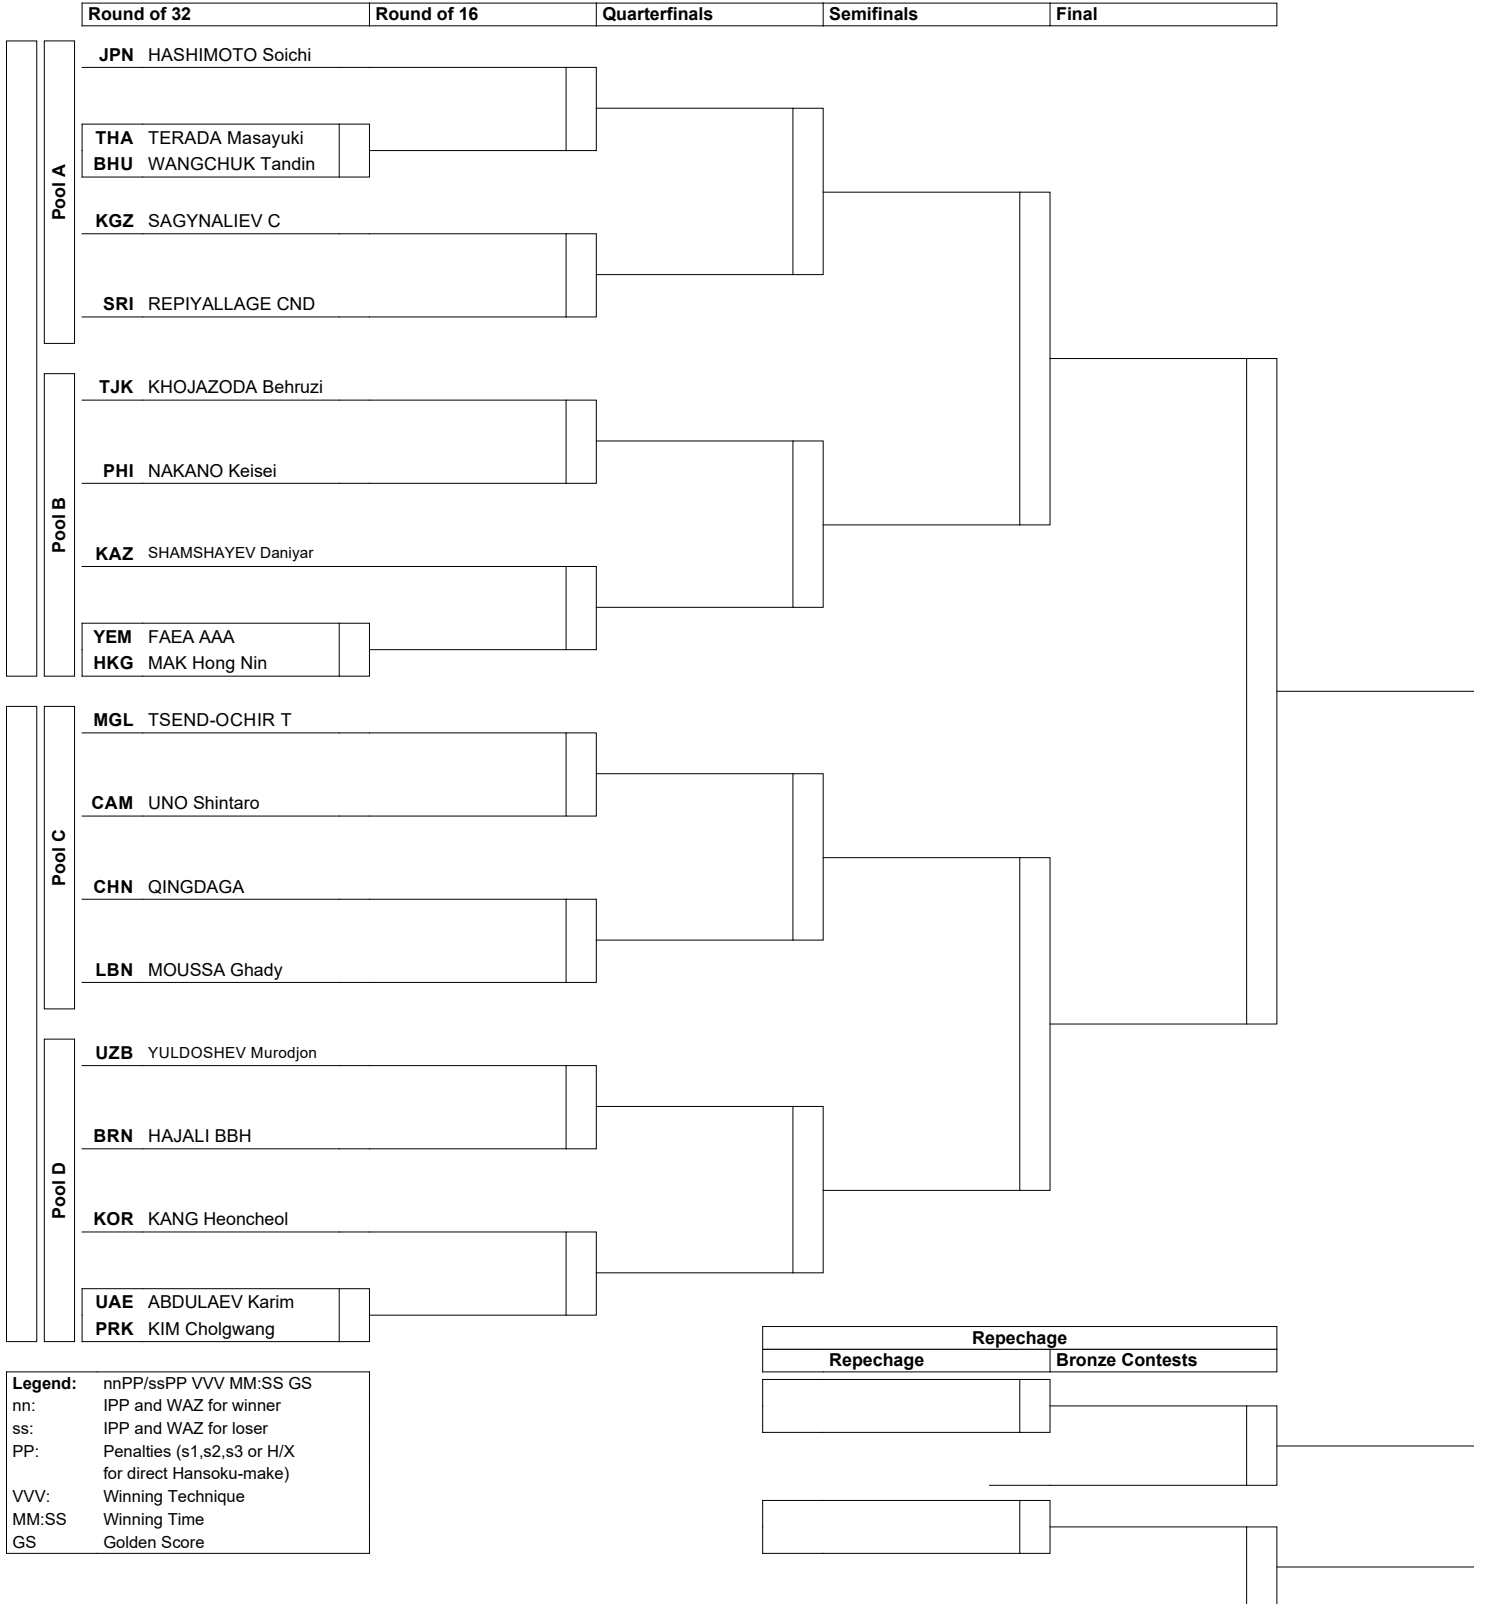 Round of 32 Round of 16 Quarterfinals Semifinals Final
Pool A
JPN HASHIMOTO Soichi
THA TERADA Masayuki
BHU WANGCHUK Tandin
KGZ SAGYNALIEV C
SRI REPIYALLAGE CND
Pool B
TJK KHOJAZODA Behruzi
PHI NAKANO Keisei
KAZ SHAMSHAYEV Daniyar
YEM FAEA AAA
HKG MAK Hong Nin
Pool C
MGL TSEND-OCHIR T
CAM UNO Shintaro
CHN QINGDAGA
LBN MOUSSA Ghady
Pool D
UZB YULDOSHEV Murodjon
BRN HAJALI BBH
KOR KANG Heoncheol
UAE ABDULAEV Karim
PRK KIM Cholgwang
Repechage
Repechage Bronze Contests
Legend: nnPP/ssPP VVV MM:SS GS
nn: IPP and WAZ for winner
ss: IPP and WAZ for loser
PP: Penalties (s1,s2,s3 or H/X
for direct Hansoku-make)
VVV: Winning Technique
MM:SS Winning Time
GS Golden Score